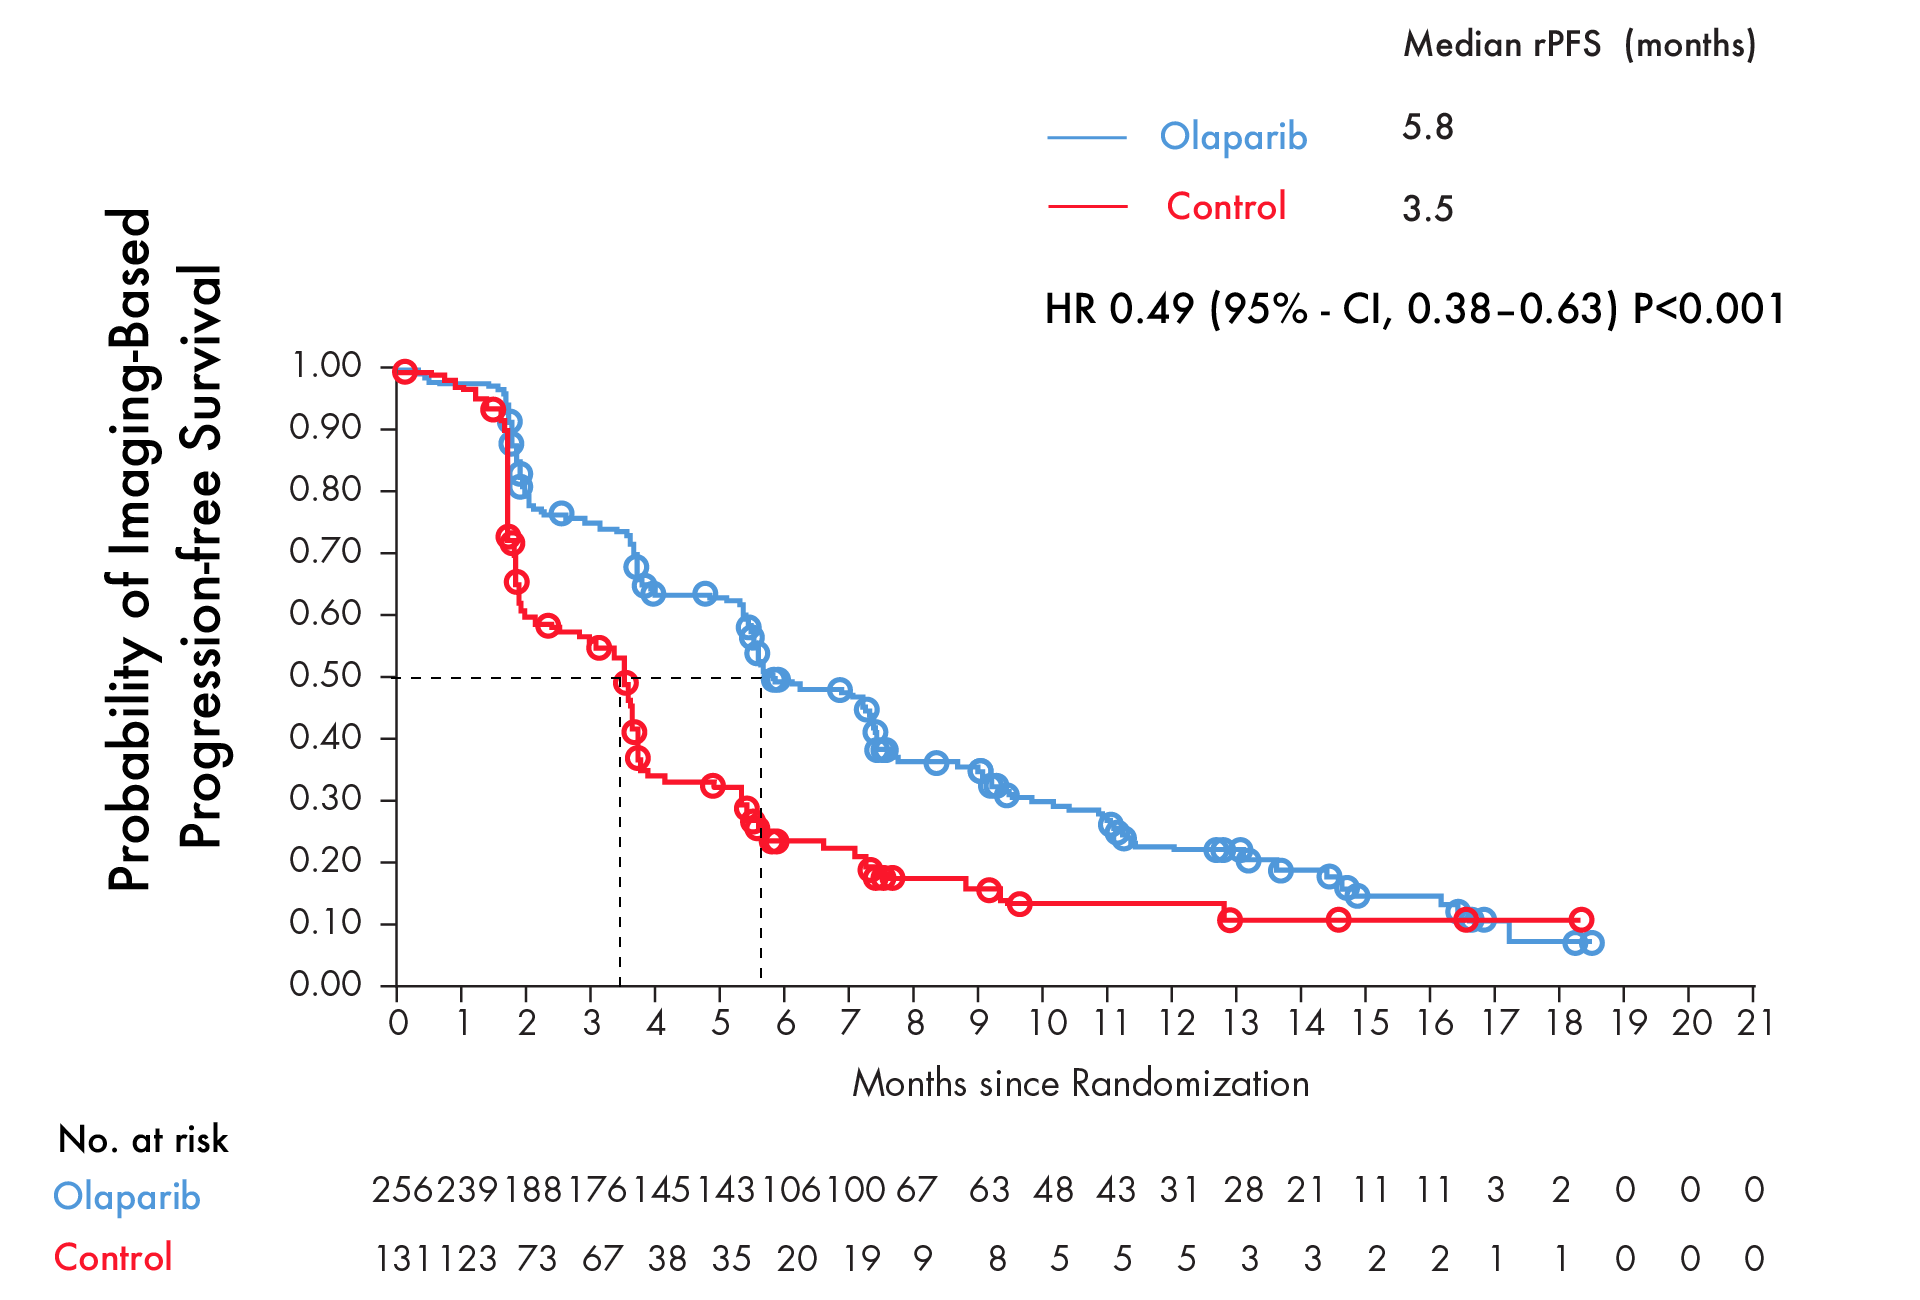 Median rPFS (months)
Olaparib 5.8
Control 3.5
HR 0.49 (95% - CI, 0.38–0.63) P<0.001
Probability of Imaging-Based
Progression-free Survival
1.00
0.90
0.80
0.70
0.60
0.50
0.40
0.30
0.20
0.10
0.00
0 1 2 3 4 5 6 7 8 9 10 11 12 13 14 15 16 17 18 19 20 21
Months since Randomization
No. at risk
Olaparib 256 239 188 176 145 143 106 100 67 63 48 43 31 28 21 11 11 3 2 0 0 0
Control 131 123 73 67 38 35 20 19 9 8 5 5 5 3 3 2 2 1 1 0 0 0